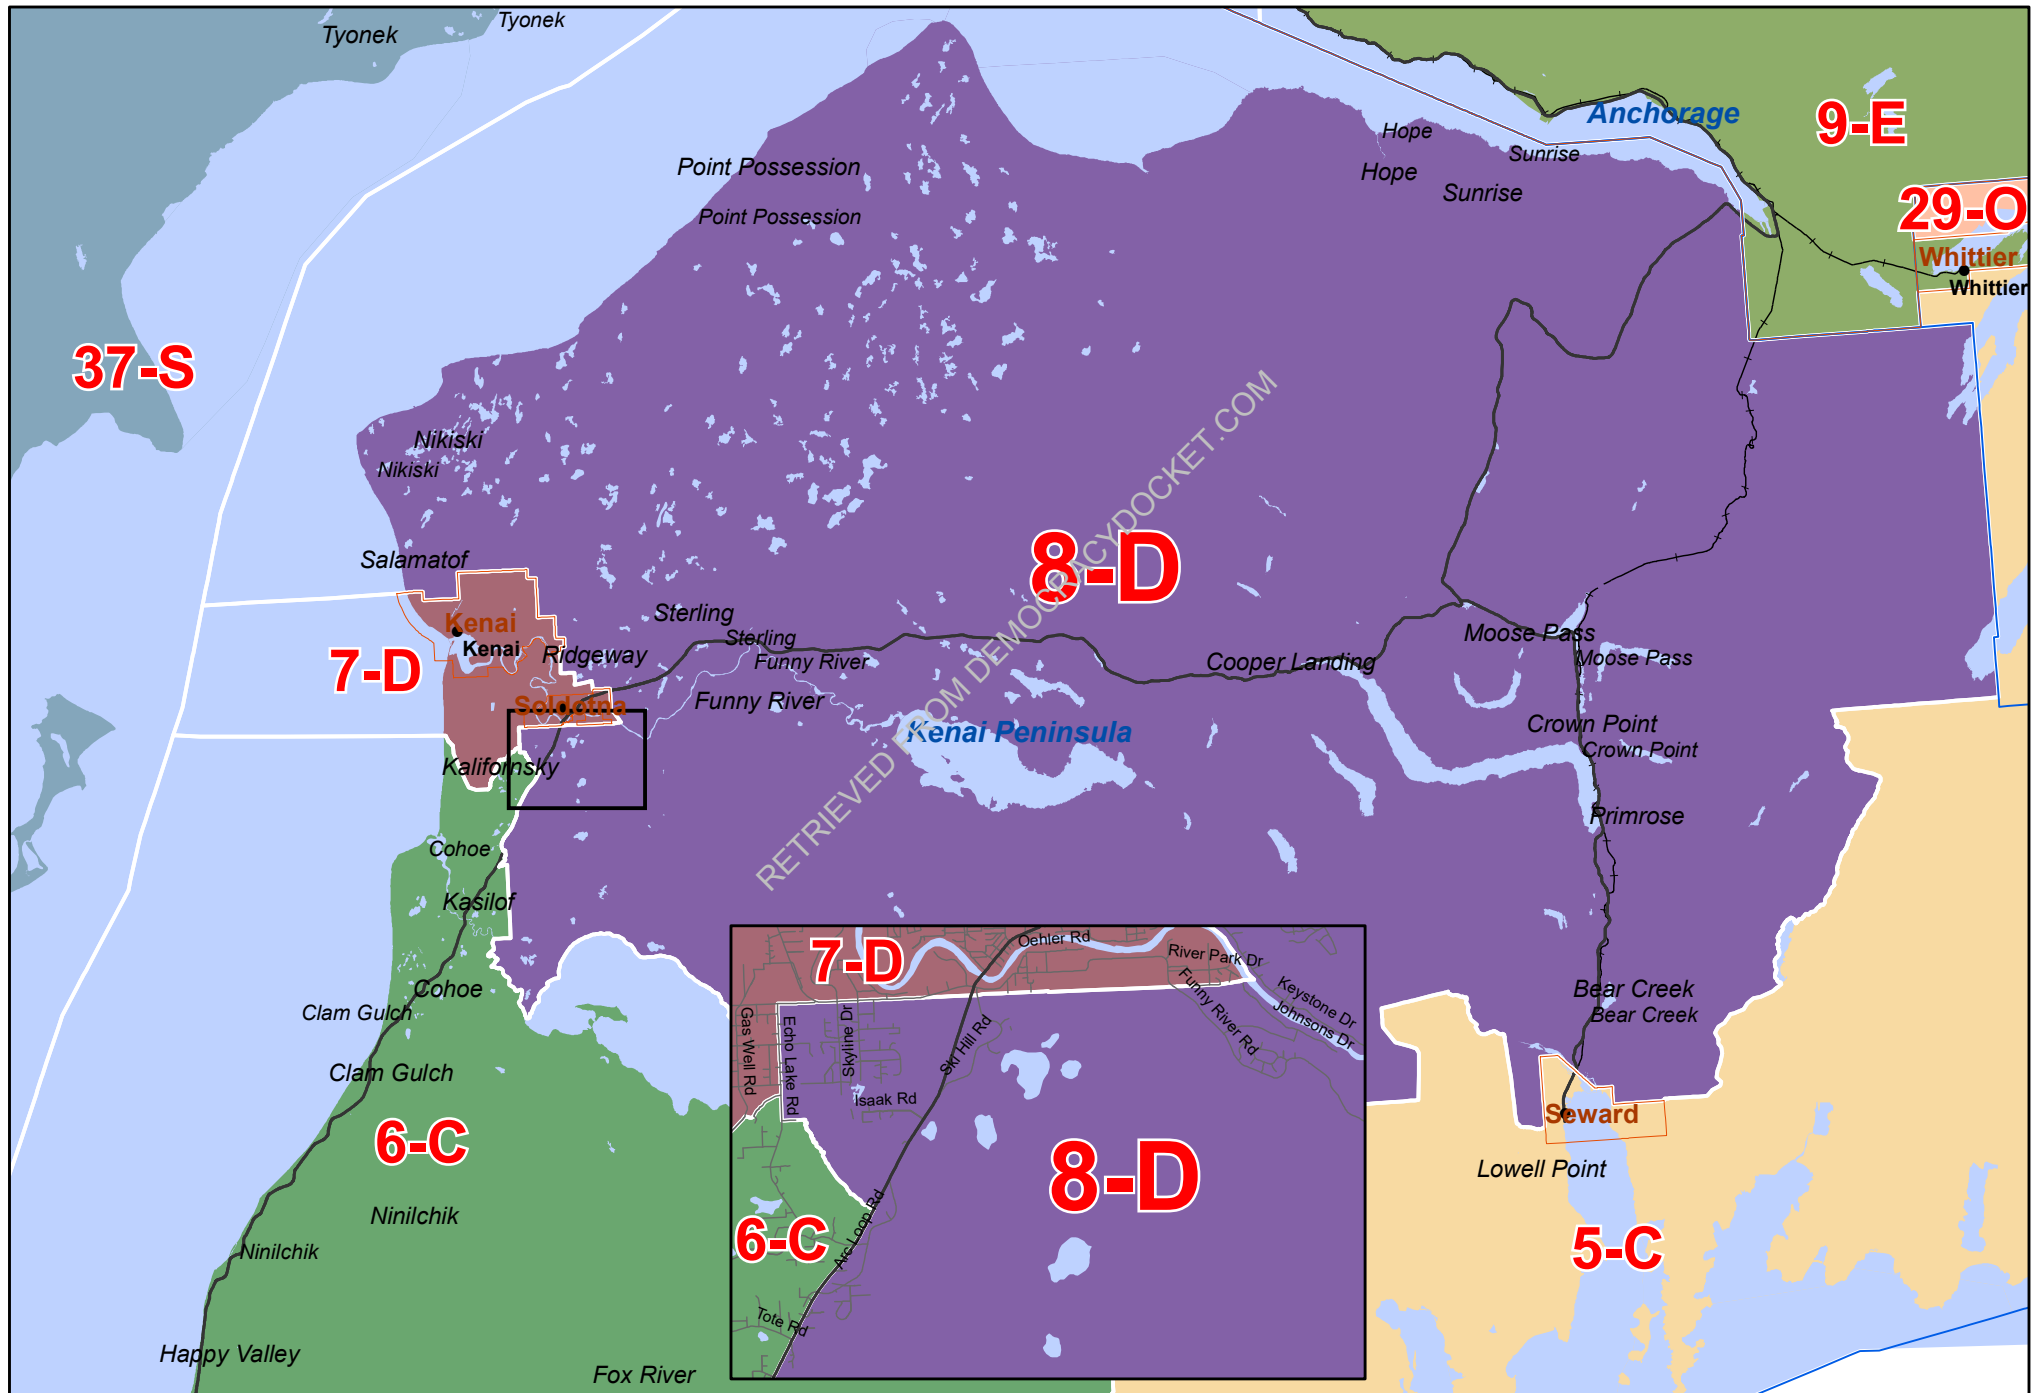 Tyonek
Tyonek
Anchorage
9-E
Hope
Sunrise
Hope
Sunrise
Point Possession
Point Possession
29-O
Whittier
Whittier
37-S
Nikiski
Nikiski
RETRIEVED FROM DEMOCRACYDOCKET.COM
8-D
Salamatof
Kenai
Kenai
Sterling
Sterling
Ridgeway
Funny River
Funny River
7-D
Soldotna
Cooper Landing
Moose Pass
Moose Pass
Kenai Peninsula
Crown Point
Crown Point
Kalifornsky
Primrose
Cohoe
Kasilof
Cohoe
Clam Gulch
Clam Gulch
Bear Creek
Bear Creek
7-D
Oehler Rd
River Park Dr
Keystone Dr
Johnsons Dr
Funny River Rd
Gas Well Rd
Echo Lake Rd
Skyline Dr
Ski Hill Rd
Isaak Rd
8-D
6-C
Arc Loop Rd
Tote Rd
Seward
Lowell Point
5-C
6-C
Ninilchik
Ninilchik
Happy Valley
Fox River